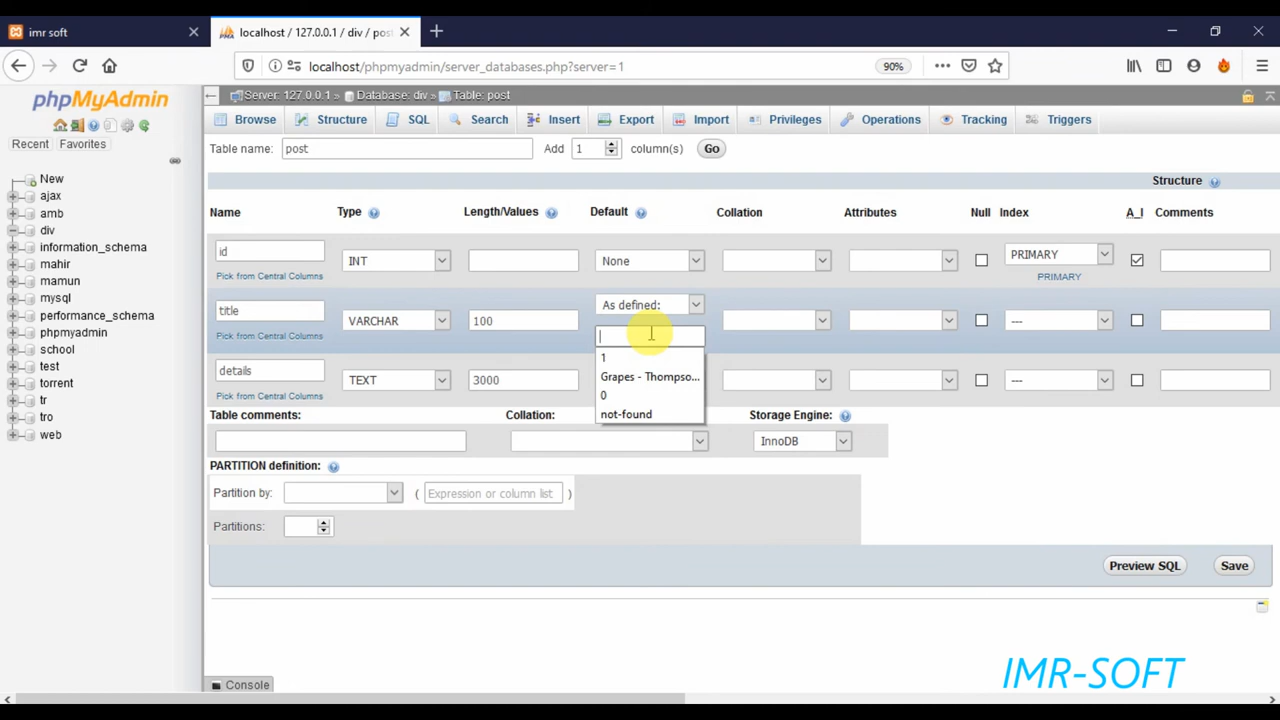 imr soft
localhost / 127.0.0.1 / div / pos
localhost/phpmyadmin/server_databases.php?server=1
90%
phpMyAdmin
Recent Favorites
New
ajax
amb
div
information_schema
mahir
mamun
mysql
performance_schema
phpmyadmin
school
test
torrent
tr
tro
web
Server: 127.0.0.1 » Database: div » Table: post
Browse Structure SQL Search Insert Export Import Privileges Operations Tracking Triggers
Table name: post Add 1 column(s) Go
Structure
Name Type Length/Values Default Collation Attributes Null Index A_I Comments
id INT None PRIMARY
Pick from Central Columns PRIMARY
title VARCHAR 100 As defined: ---
Pick from Central Columns
1
Grapes - Thompso...
0
not-found
details TEXT 3000 ---
Pick from Central Columns
Table comments: Collation: Storage Engine:
InnoDB
PARTITION definition:
Partition by: ( Expression or column list )
Partitions:
Preview SQL Save
Console
IMR-SOFT